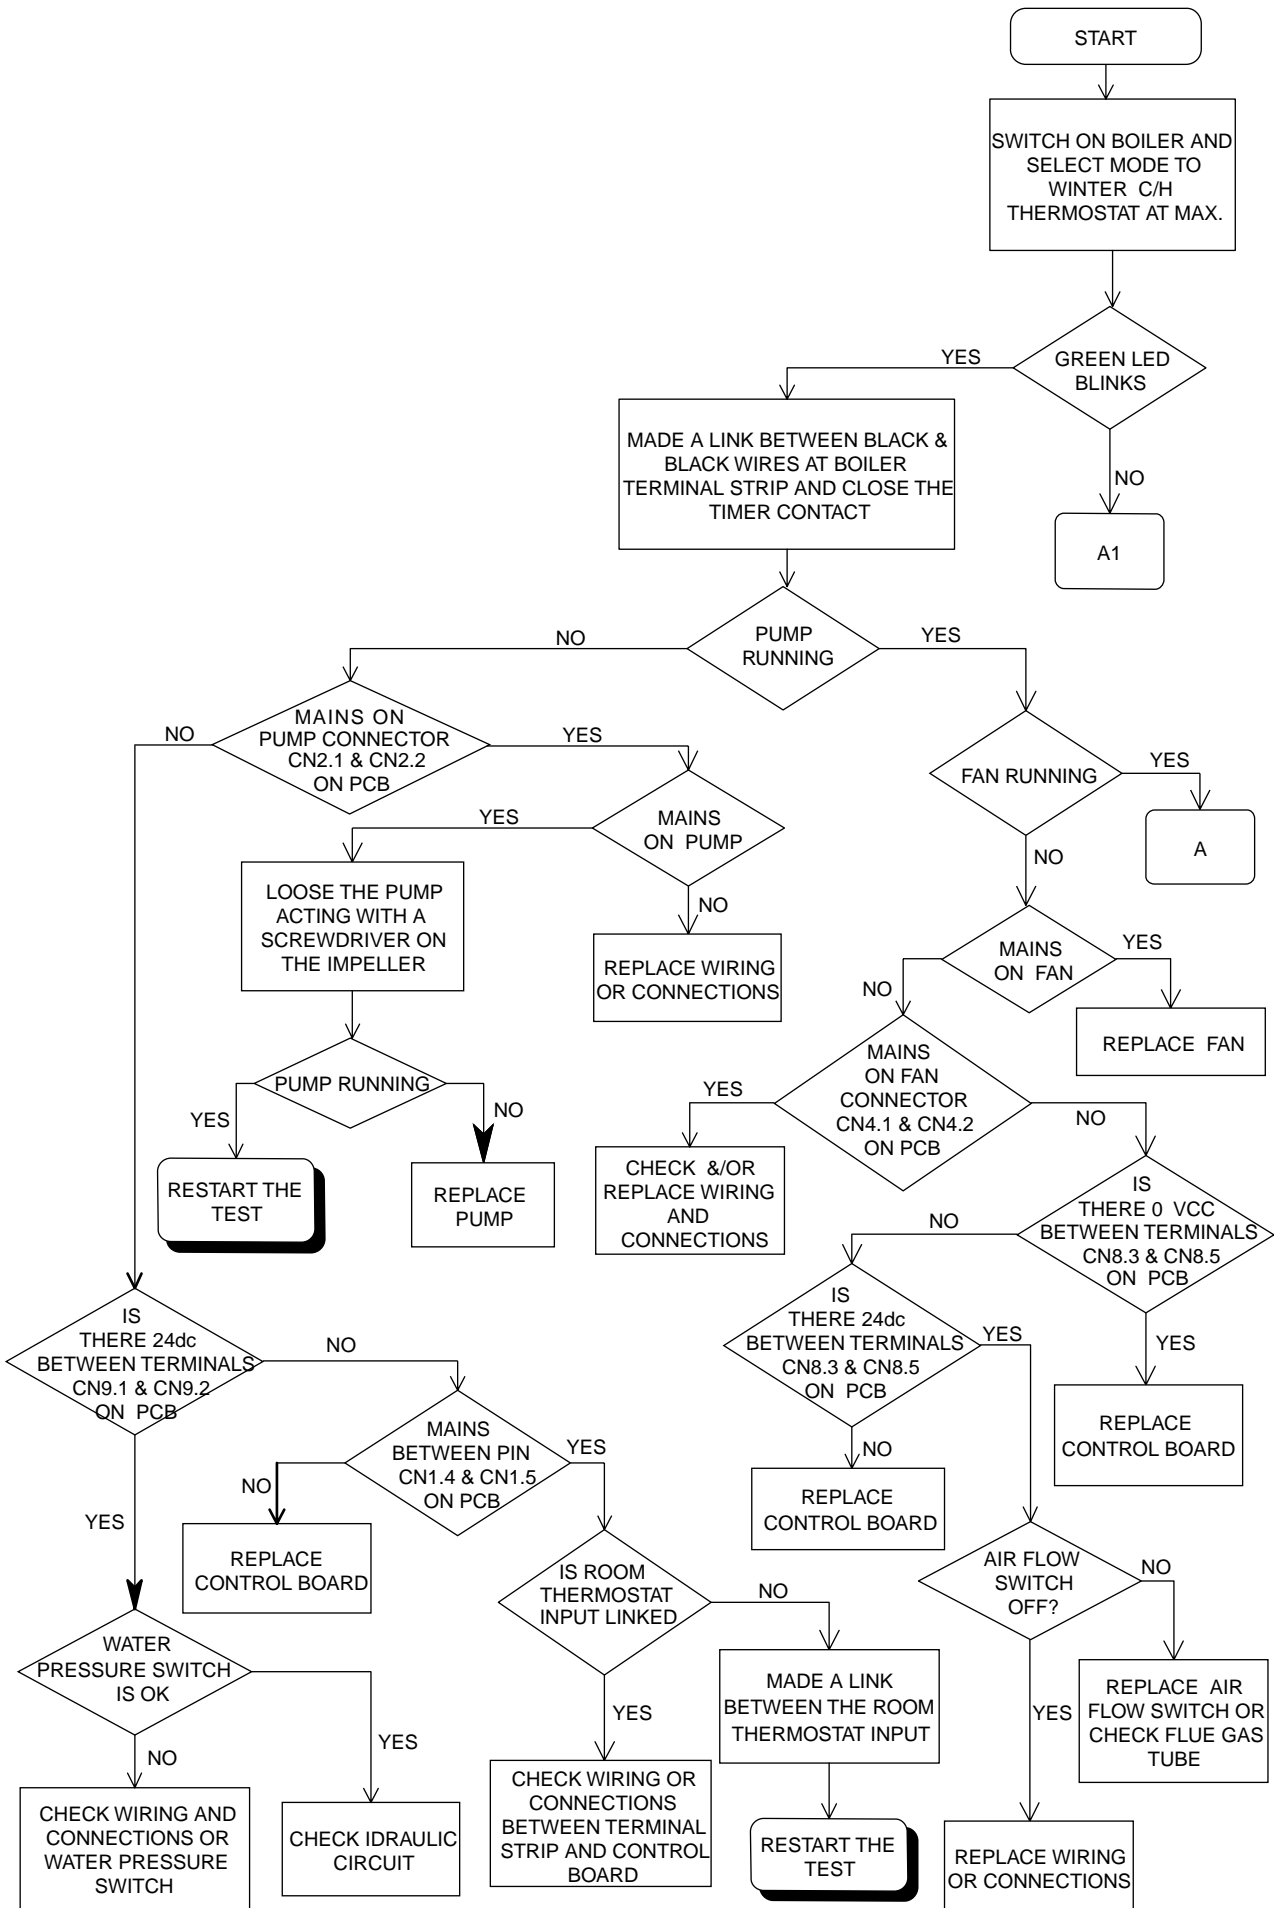 START
SWITCH ON BOILER AND
SELECT MODE TO
WINTER C/H
THERMOSTAT AT MAX.
GREEN LED
BLINKS
YES
NO
A1
MADE A LINK BETWEEN BLACK &
BLACK WIRES AT BOILER
TERMINAL STRIP AND CLOSE THE
TIMER CONTACT
PUMP
RUNNING
NO
YES
MAINS ON
PUMP CONNECTOR
CN2.1 & CN2.2
ON PCB
NO
YES
MAINS
ON PUMP
YES
NO
FAN RUNNING
YES
NO
A
LOOSE THE PUMP
ACTING WITH A
SCREWDRIVER ON
THE IMPELLER
REPLACE WIRING
OR CONNECTIONS
MAINS
ON FAN
YES
NO
REPLACE FAN
PUMP RUNNING
YES
NO
RESTART THE
TEST
REPLACE
PUMP
MAINS
ON FAN
CONNECTOR
CN4.1 & CN4.2
ON PCB
YES
NO
CHECK &/OR
REPLACE WIRING
AND
CONNECTIONS
IS
THERE 0 VCC
BETWEEN TERMINALS
CN8.3 & CN8.5
ON PCB
NO
YES
REPLACE
CONTROL BOARD
IS
THERE 24dc
BETWEEN TERMINALS
CN8.3 & CN8.5
ON PCB
YES
NO
REPLACE
CONTROL BOARD
IS
THERE 24dc
BETWEEN TERMINALS
CN9.1 & CN9.2
ON PCB
NO
YES
MAINS
BETWEEN PIN
CN1.4 & CN1.5
ON PCB
NO
YES
REPLACE
CONTROL BOARD
IS ROOM
THERMOSTAT
INPUT LINKED
NO
YES
AIR FLOW
SWITCH
OFF?
NO
YES
WATER
PRESSURE SWITCH
IS OK
NO
YES
MADE A LINK
BETWEEN THE ROOM
THERMOSTAT INPUT
REPLACE AIR
FLOW SWITCH OR
CHECK FLUE GAS
TUBE
CHECK WIRING AND
CONNECTIONS OR
WATER PRESSURE
SWITCH
CHECK IDRAULIC
CIRCUIT
CHECK WIRING OR
CONNECTIONS
BETWEEN TERMINAL
STRIP AND CONTROL
BOARD
RESTART THE
TEST
REPLACE WIRING
OR CONNECTIONS